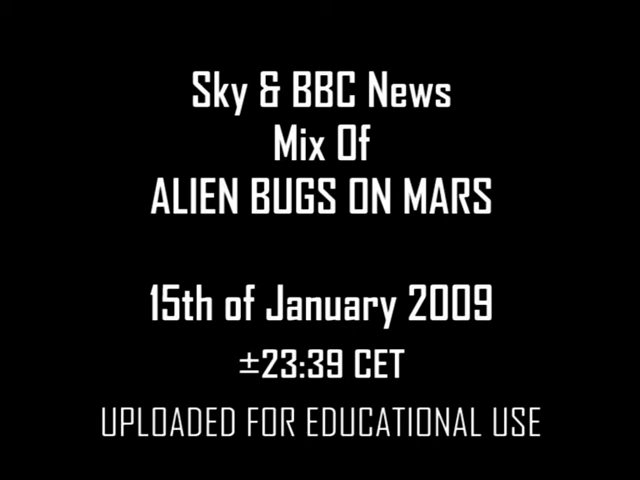 Sky & BBC News
Mix Of
ALIEN BUGS ON MARS
15th of January 2009
±23:39 CET
UPLOADED FOR EDUCATIONAL USE